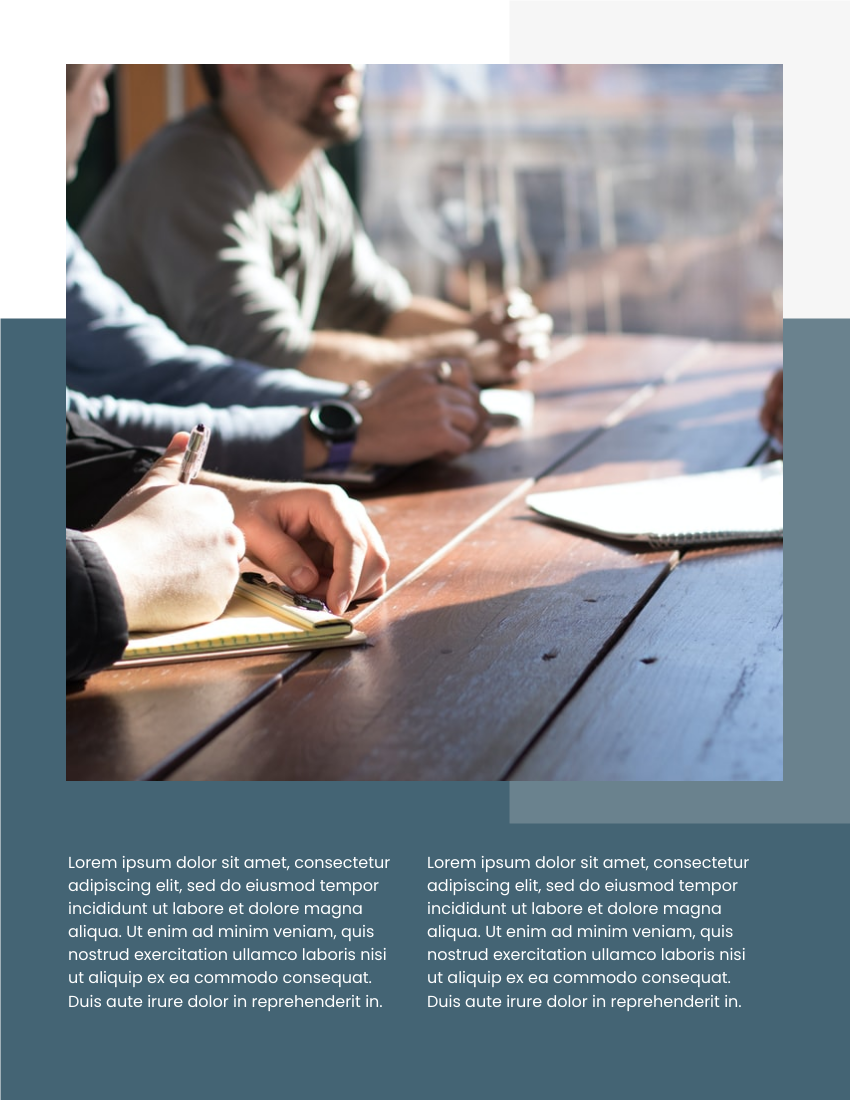 Lorem ipsum dolor sit amet, consectetur
adipiscing elit, sed do eiusmod tempor
incididunt ut labore et dolore magna
aliqua. Ut enim ad minim veniam, quis
nostrud exercitation ullamco laboris nisi
ut aliquip ex ea commodo consequat.
Duis aute irure dolor in reprehenderit in.
Lorem ipsum dolor sit amet, consectetur
adipiscing elit, sed do eiusmod tempor
incididunt ut labore et dolore magna
aliqua. Ut enim ad minim veniam, quis
nostrud exercitation ullamco laboris nisi
ut aliquip ex ea commodo consequat.
Duis aute irure dolor in reprehenderit in.